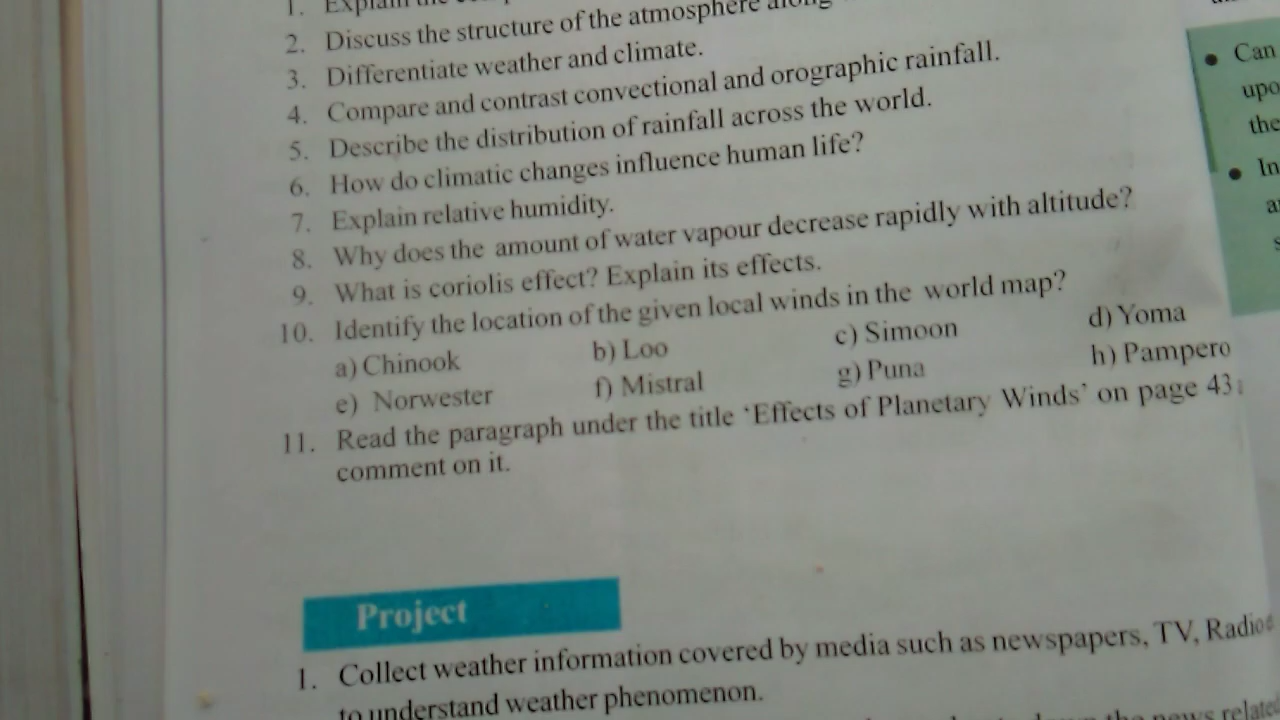 1. Explain the
2. Discuss the structure of the atmosphere along
3. Differentiate weather and climate.
4. Compare and contrast convectional and orographic rainfall.
5. Describe the distribution of rainfall across the world.
6. How do climatic changes influence human life?
7. Explain relative humidity.
8. Why does the amount of water vapour decrease rapidly with altitude?
9. What is coriolis effect? Explain its effects.
10. Identify the location of the given local winds in the world map?
a) Chinook b) Loo c) Simoon d) Yoma
e) Norwester f) Mistral g) Puna h) Pampero
11. Read the paragraph under the title ‘Effects of Planetary Winds’ on page 43
comment on it.
Project
1. Collect weather information covered by media such as newspapers, TV, Radio
to understand weather phenomenon.
the news related
• Can
upo
the
• In